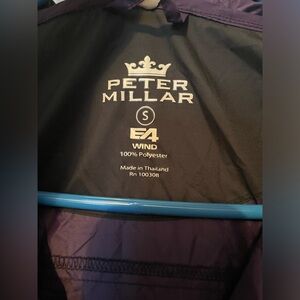 PETER
MILLAR
S
E4
WIND
100% Polyester
Made in Thailand
Rn 100308